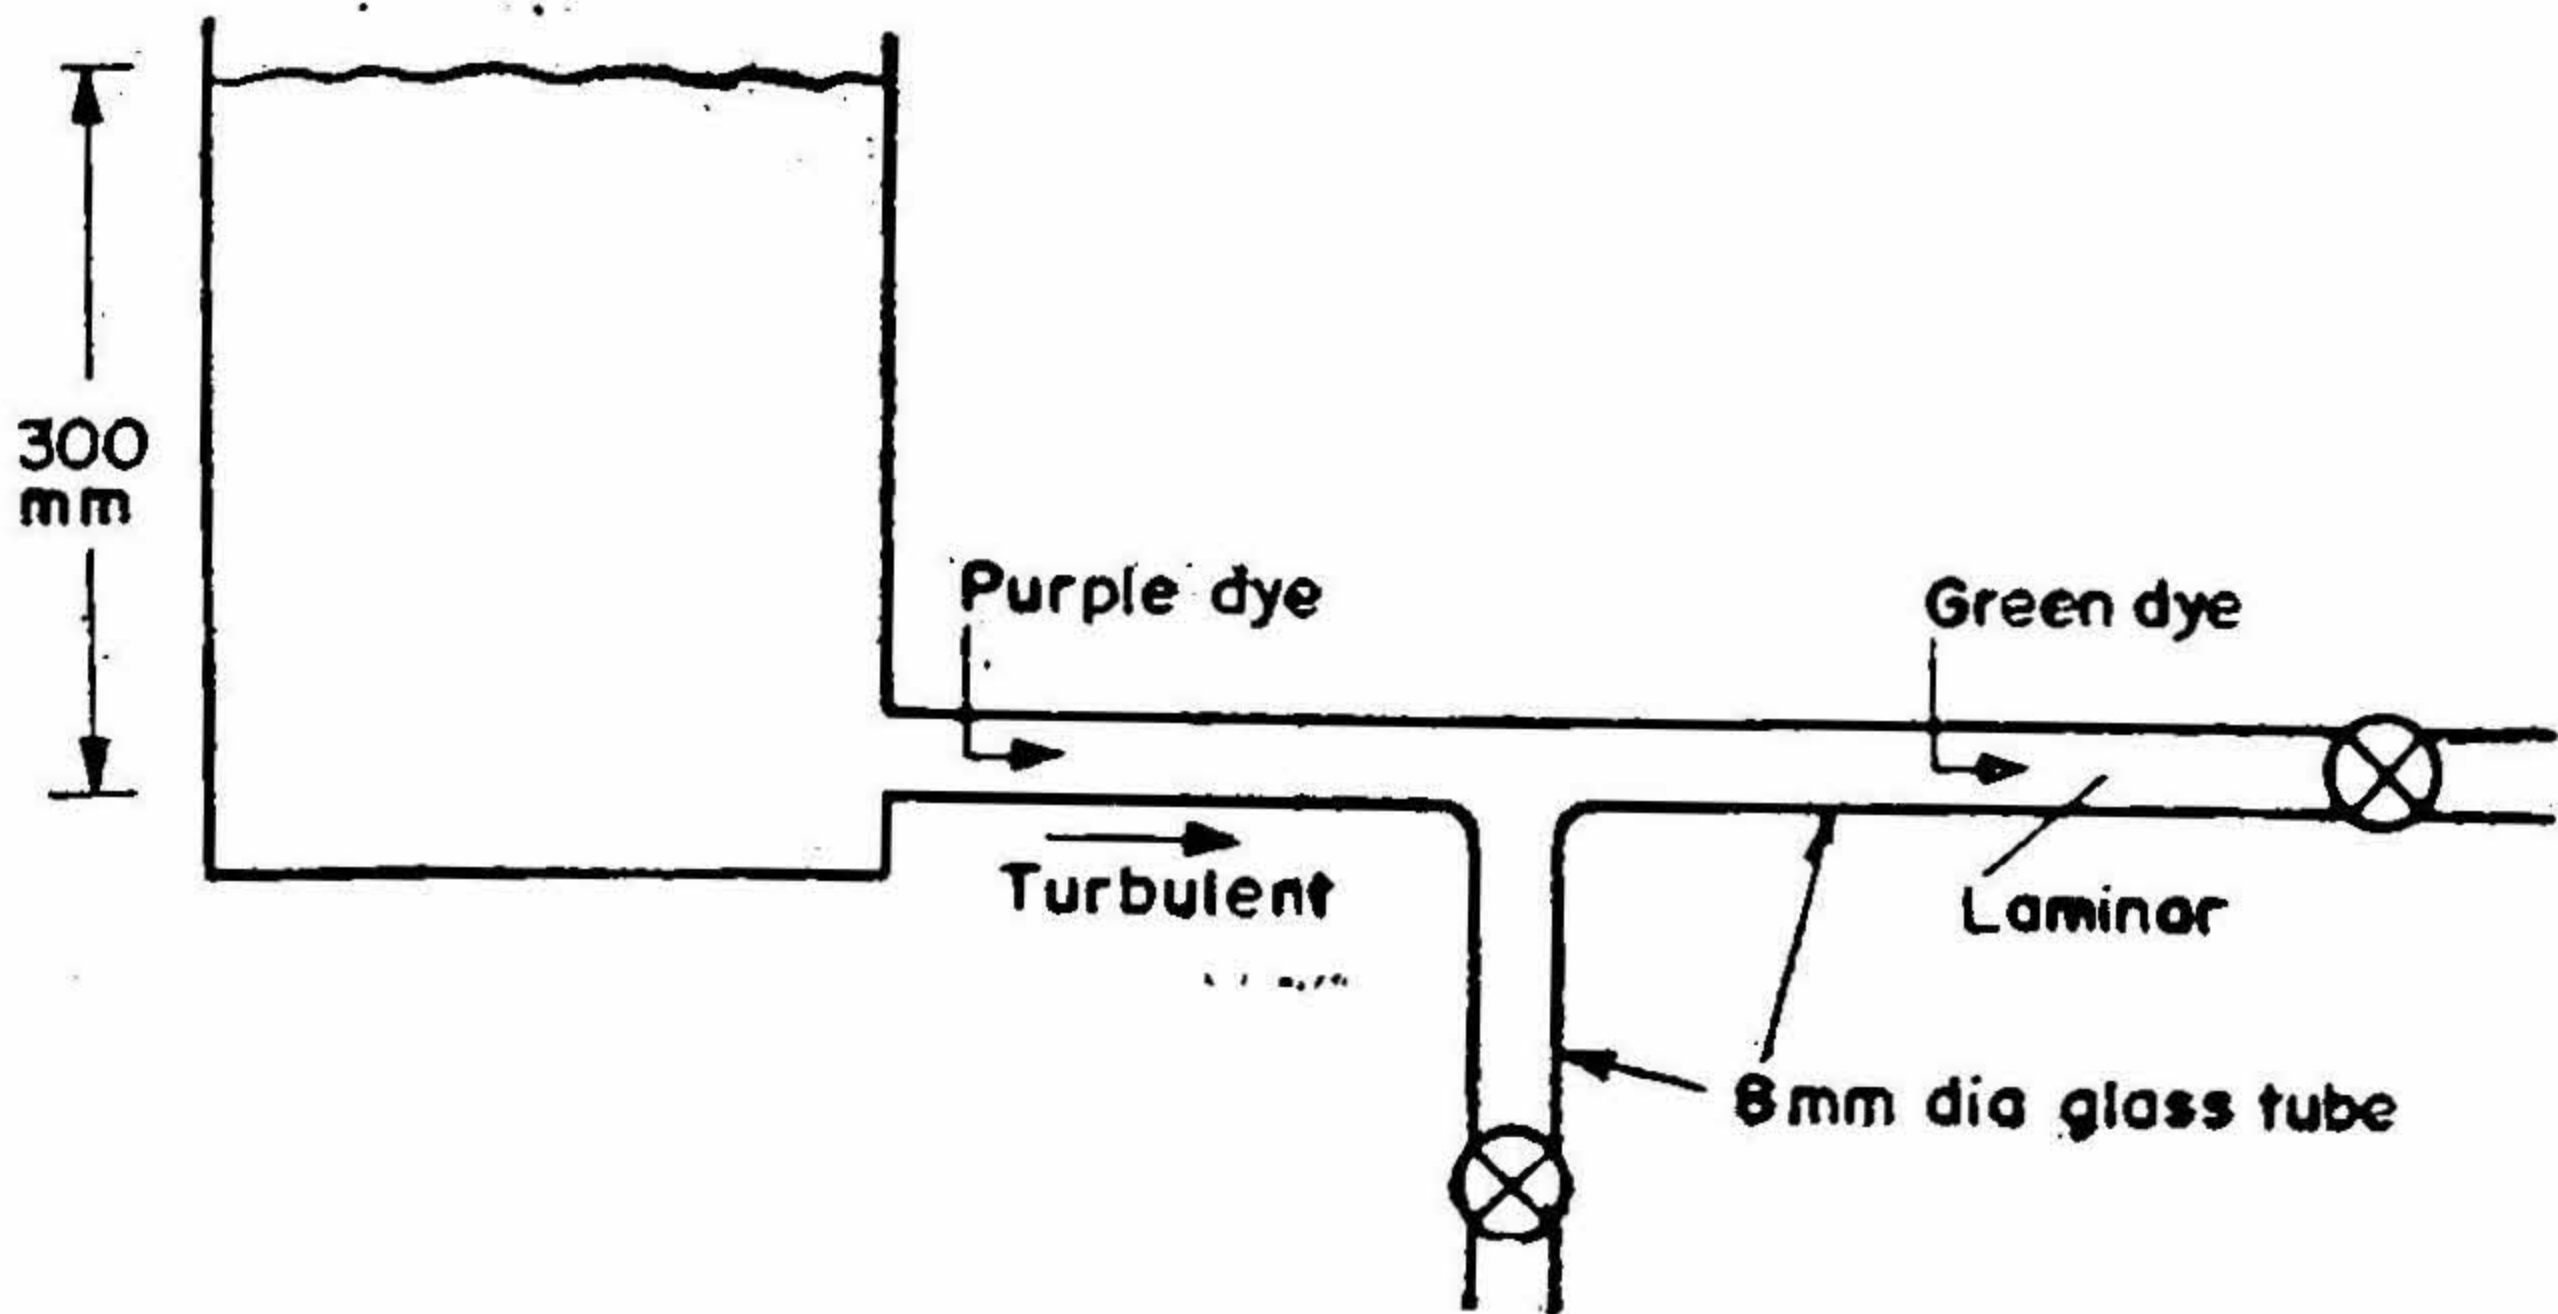 300
mm
Purple dye
Green dye
Turbulent
Laminar
8mm dia glass tube